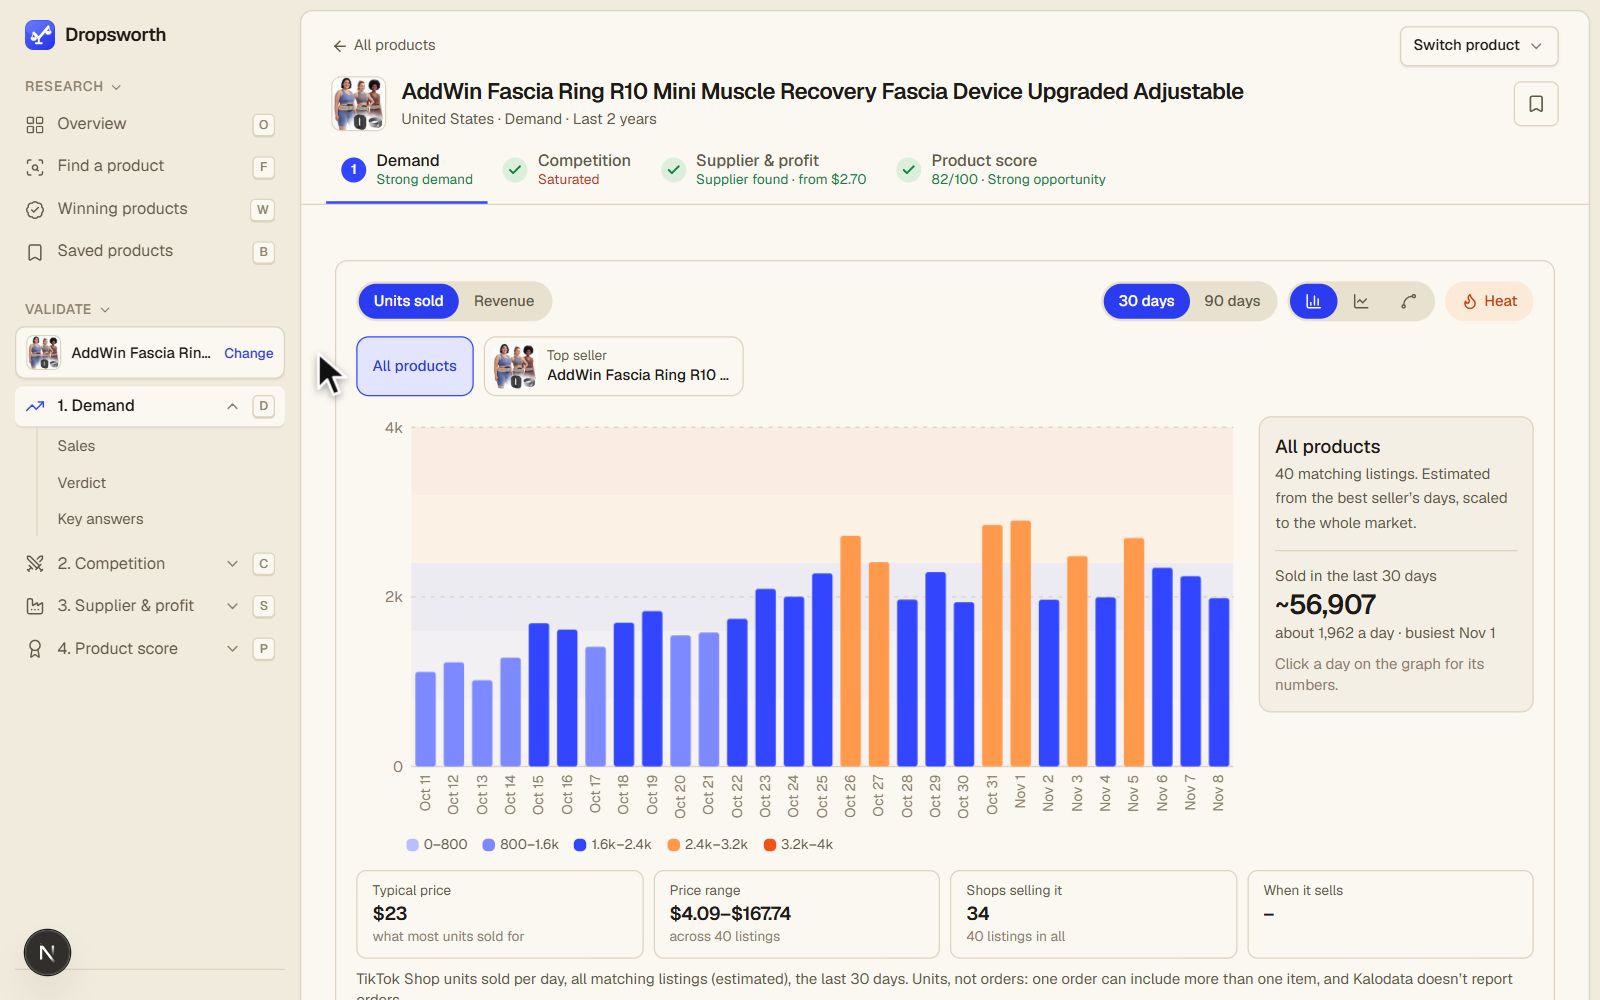 Dropsworth
RESEARCH
Overview
O
Find a product
F
Winning products
W
Saved products
B
VALIDATE
AddWin Fascia Rin...
Change
1. Demand
D
Sales
Verdict
Key answers
2. Competition
C
3. Supplier & profit
S
4. Product score
P
N
All products
Switch product
AddWin Fascia Ring R10 Mini Muscle Recovery Fascia Device Upgraded Adjustable
United States · Demand · Last 2 years
1
Demand
Strong demand
Competition
Saturated
Supplier & profit
Supplier found · from $2.70
Product score
82/100 · Strong opportunity
Units sold
Revenue
30 days
90 days
Heat
All products
Top seller
AddWin Fascia Ring R10 ...
4k
2k
0
Oct 11
Oct 12
Oct 13
Oct 14
Oct 15
Oct 16
Oct 17
Oct 18
Oct 19
Oct 20
Oct 21
Oct 22
Oct 23
Oct 24
Oct 25
Oct 26
Oct 27
Oct 28
Oct 29
Oct 30
Oct 31
Nov 1
Nov 2
Nov 3
Nov 4
Nov 5
Nov 6
Nov 7
Nov 8
0–800
800–1.6k
1.6k–2.4k
2.4k–3.2k
3.2k–4k
All products
40 matching listings. Estimated
from the best seller's days, scaled
to the whole market.
Sold in the last 30 days
~56,907
about 1,962 a day · busiest Nov 1
Click a day on the graph for its
numbers.
Typical price
$23
what most units sold for
Price range
$4.09–$167.74
across 40 listings
Shops selling it
34
40 listings in all
When it sells
–
TikTok Shop units sold per day, all matching listings (estimated), the last 30 days. Units, not orders: one order can include more than one item, and Kalodata doesn't report
orders.